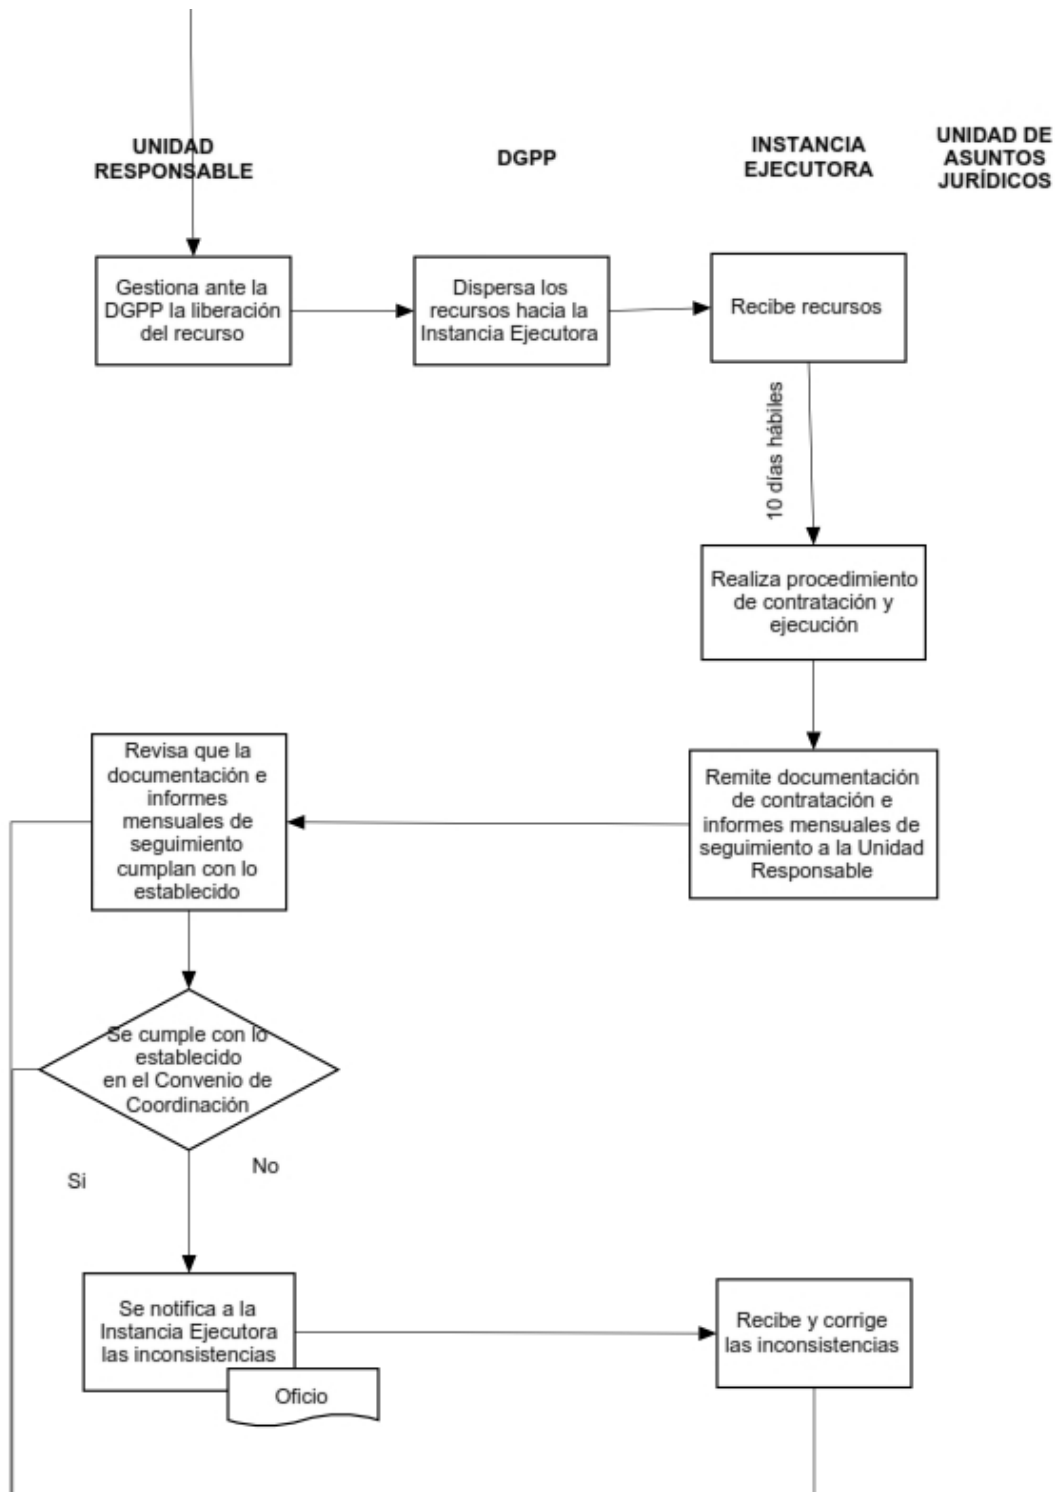 UNIDAD
RESPONSABLE
DGPP
INSTANCIA
EJECUTORA
UNIDAD DE
ASUNTOS
JURÍDICOS
Gestiona ante la
DGPP la liberación
del recurso
Dispersa los
recursos hacia la
Instancia Ejecutora
Recibe recursos
10 días hábiles
Realiza procedimiento
de contratación y
ejecución
Revisa que la
documentación e
informes
mensuales de
seguimiento
cumplan con lo
establecido
Remite documentación
de contratación e
informes mensuales de
seguimiento a la Unidad
Responsable
Se cumple con lo
establecido
en el Convenio de
Coordinación
No
Si
Se notifica a la
Instancia Ejecutora
las inconsistencias
Oficio
Recibe y corrige
las inconsistencias